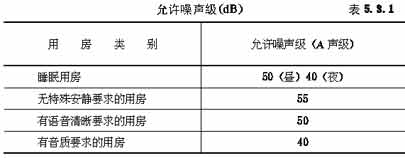 允许噪声级(dB) 表 5.3.1
用房类别 允许噪声级（A 声级）
睡眠用房 50（昼）40（夜）
无特殊安静要求的用房 55
有语音清晰要求的用房 50
有音质要求的用房 40